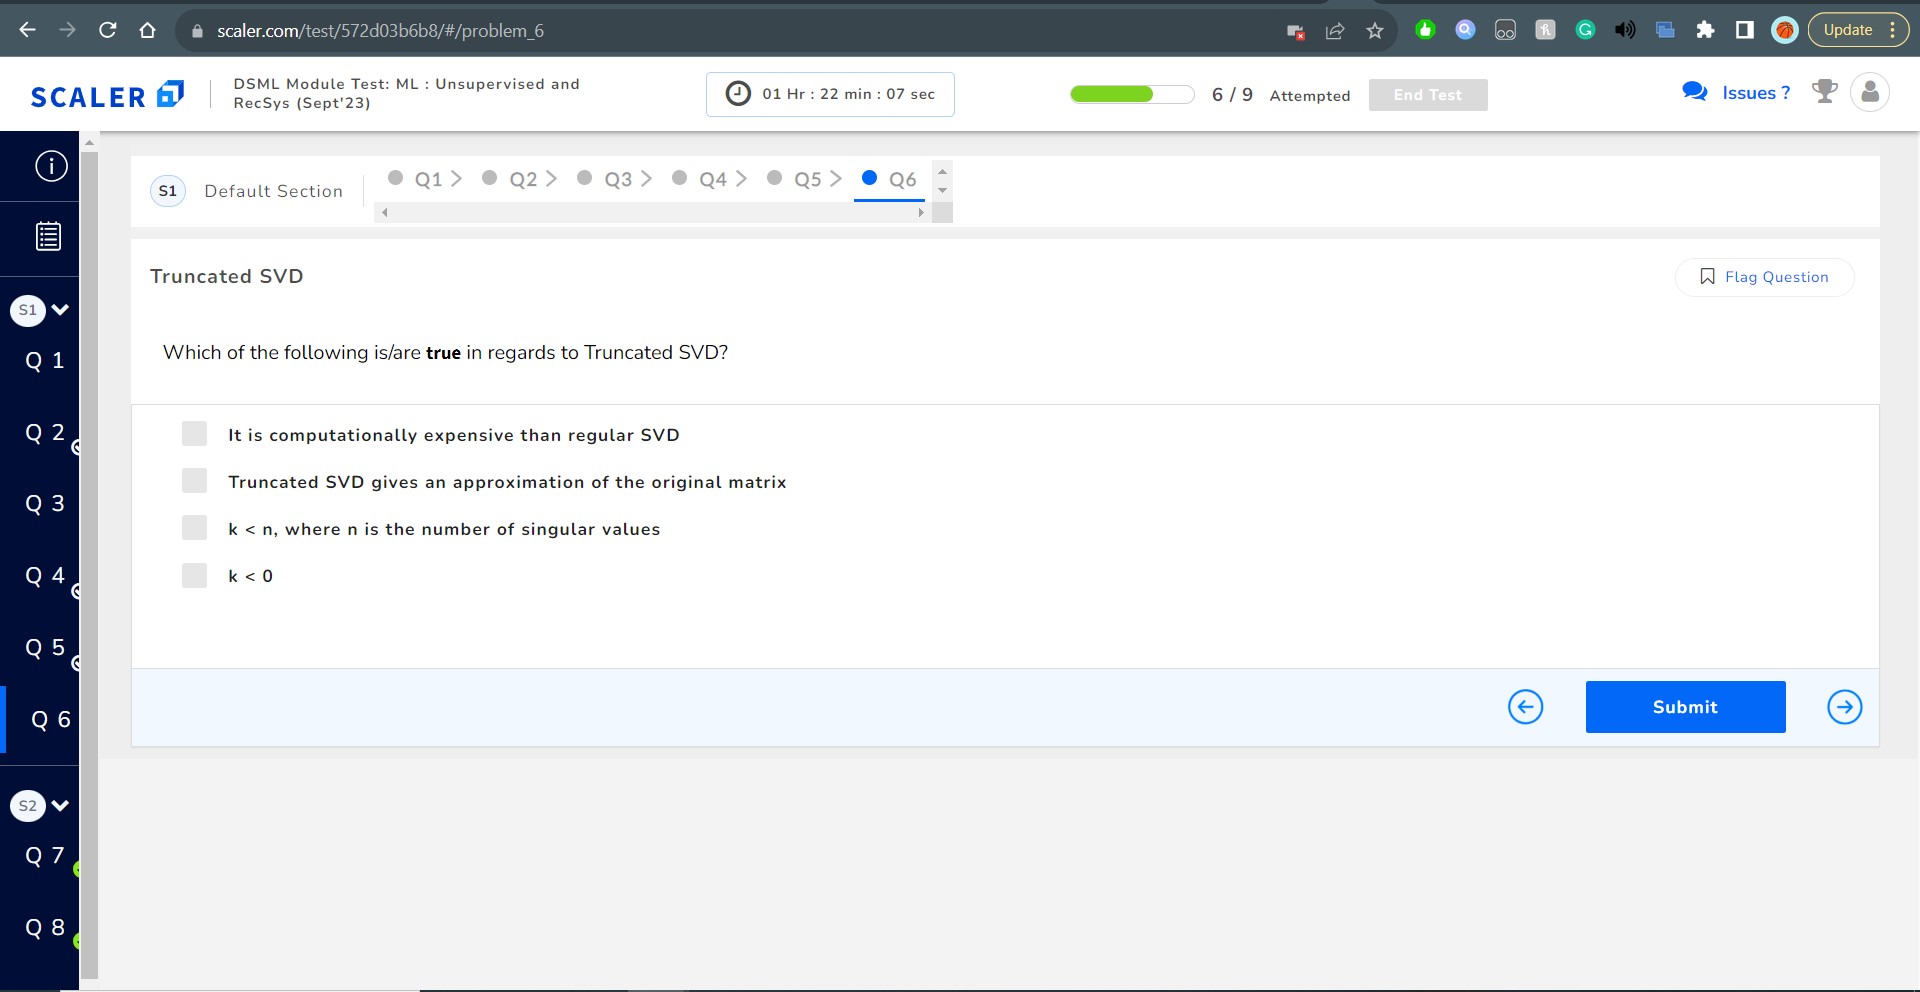 scaler.com/test/572d03b6b8/#/problem_6
Update
SCALER
DSML Module Test: ML : Unsupervised and
RecSys (Sept'23)
01 Hr : 22 min : 07 sec
6 / 9 Attempted
End Test
Issues ?
S1 Default Section
Q1 Q2 Q3 Q4 Q5 Q6
S1
Q 1
Q 2
Q 3
Q 4
Q 5
Q 6
S2
Q 7
Q 8
Truncated SVD
Flag Question
Which of the following is/are true in regards to Truncated SVD?
It is computationally expensive than regular SVD
Truncated SVD gives an approximation of the original matrix
k < n, where n is the number of singular values
k < 0
Submit